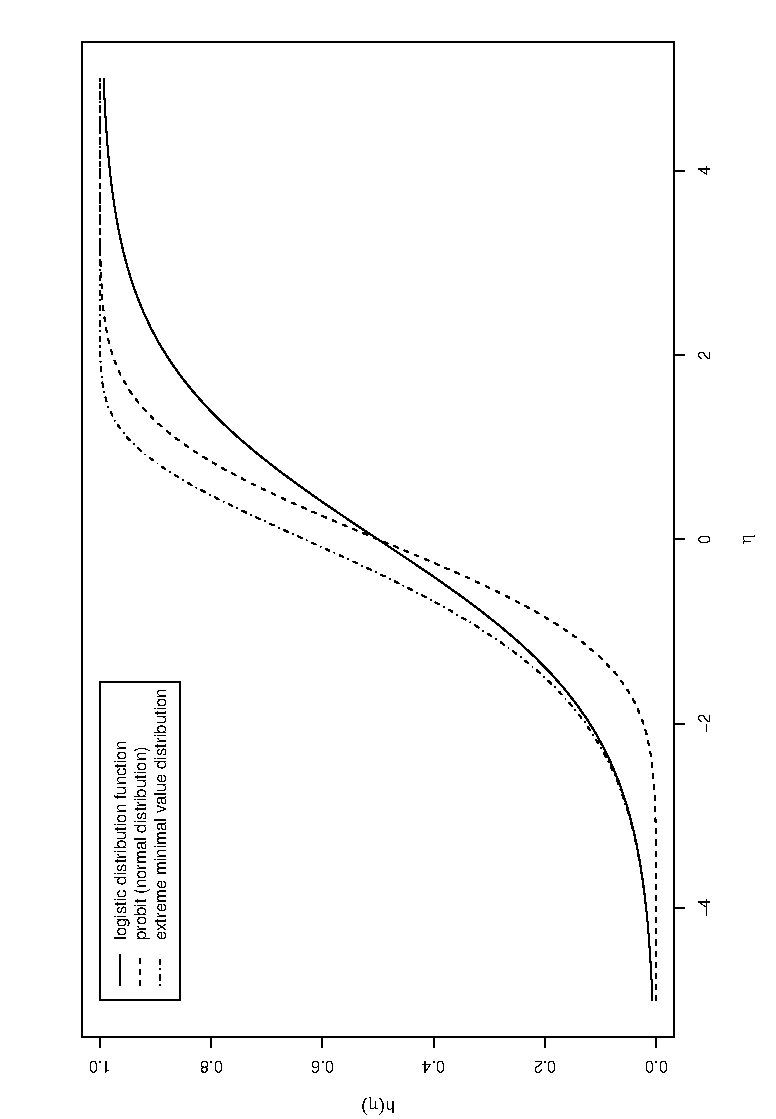 logistic distribution function
probit (normal distribution)
extreme minimal value distribution
h(η)
1.0
0.8
0.6
0.4
0.2
0.0
−4
−2
0
2
4
η